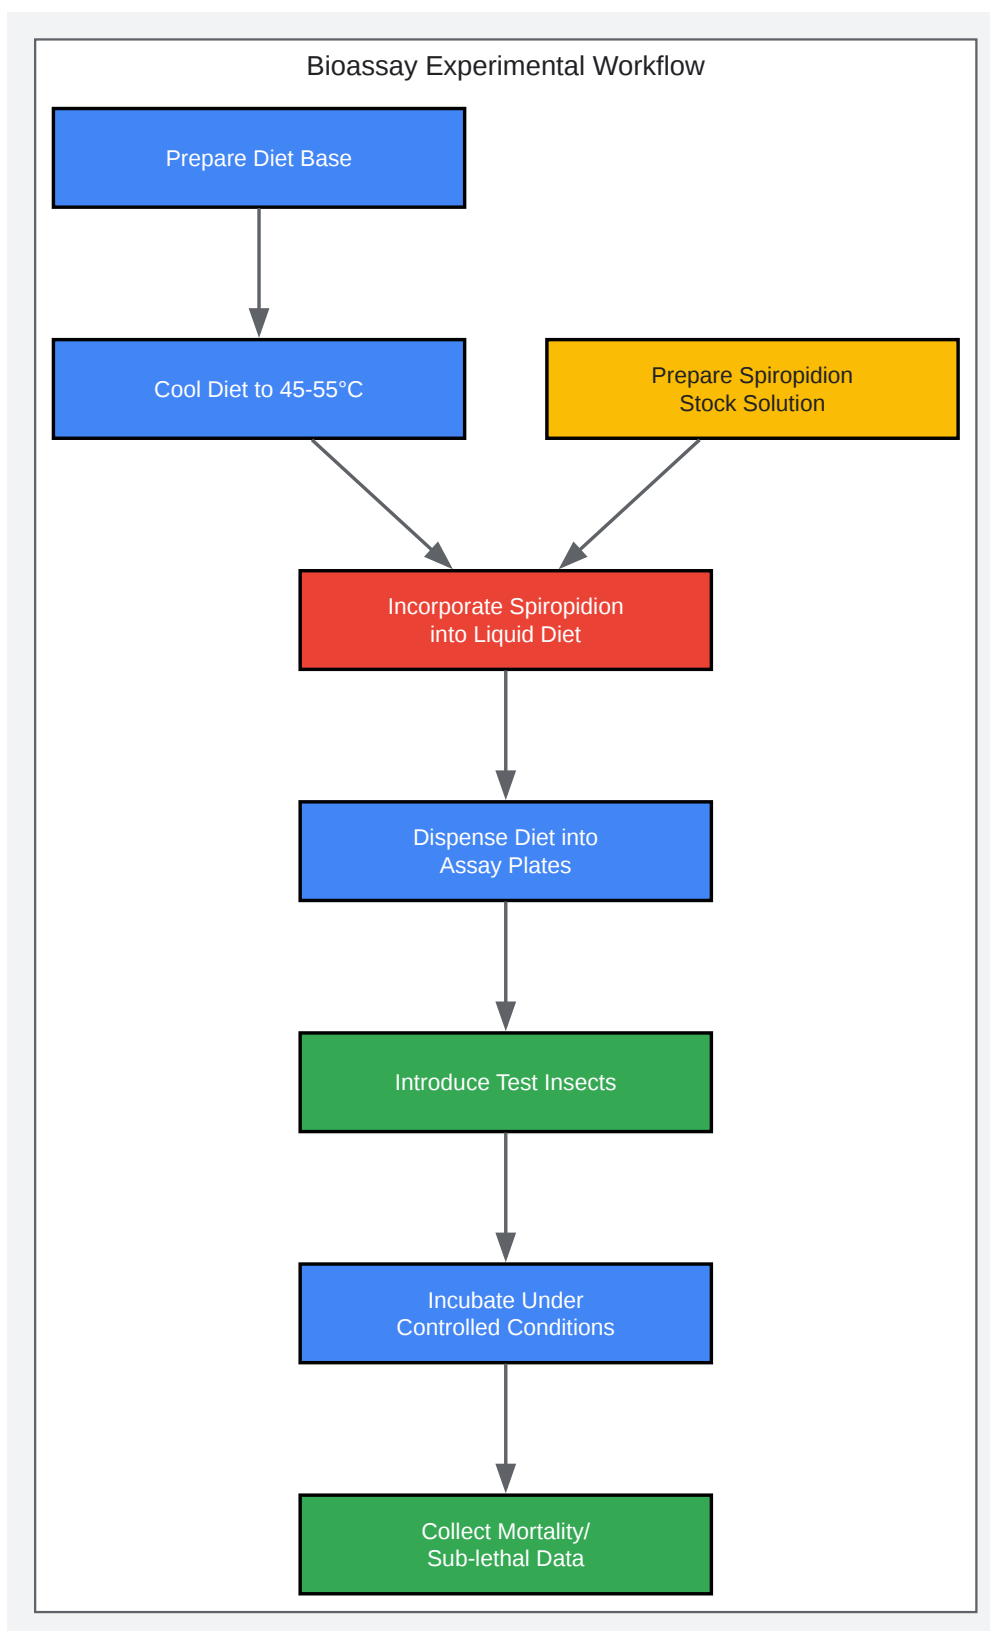 Bioassay Experimental Workflow
Prepare Diet Base
Cool Diet to 45-55°C
Prepare Spiropidion
Stock Solution
Incorporate Spiropidion
into Liquid Diet
Dispense Diet into
Assay Plates
Introduce Test Insects
Incubate Under
Controlled Conditions
Collect Mortality/
Sub-lethal Data